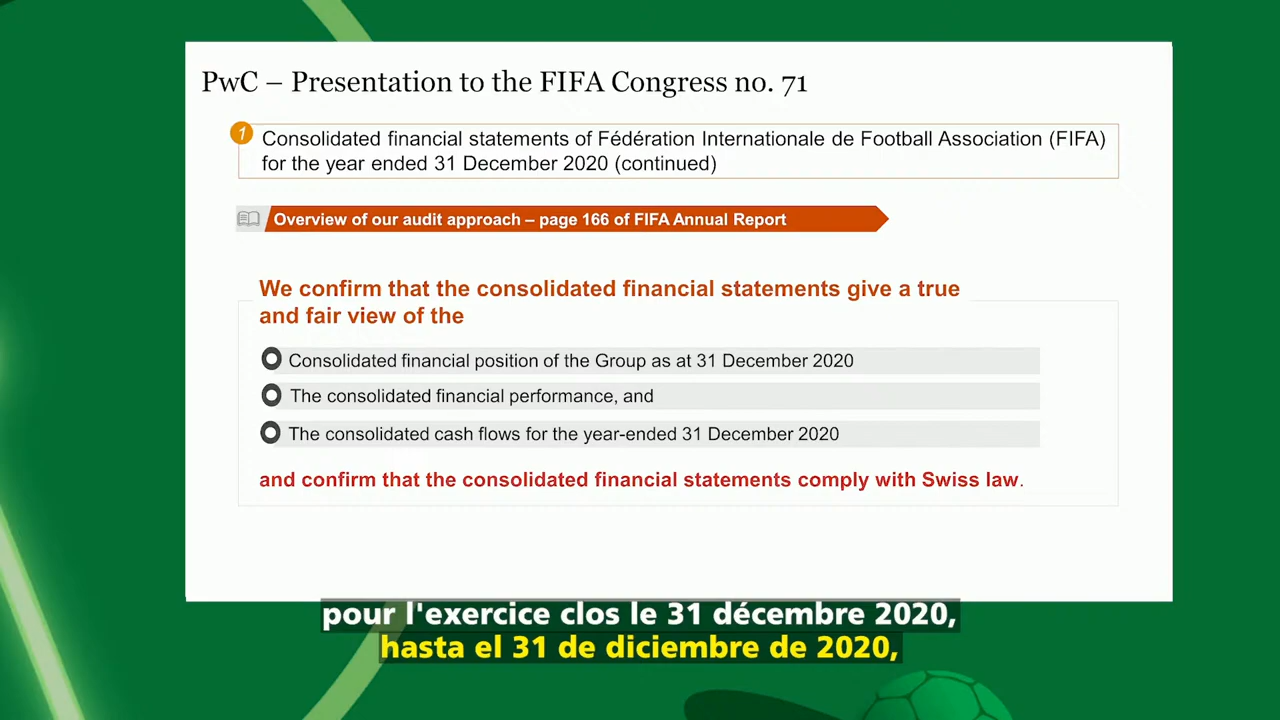 PwC – Presentation to the FIFA Congress no. 71
1
Consolidated financial statements of Fédération Internationale de Football Association (FIFA)
for the year ended 31 December 2020 (continued)
Overview of our audit approach – page 166 of FIFA Annual Report
We confirm that the consolidated financial statements give a true
and fair view of the
Consolidated financial position of the Group as at 31 December 2020
The consolidated financial performance, and
The consolidated cash flows for the year-ended 31 December 2020
and confirm that the consolidated financial statements comply with Swiss law.
pour l'exercice clos le 31 décembre 2020,
hasta el 31 de diciembre de 2020,